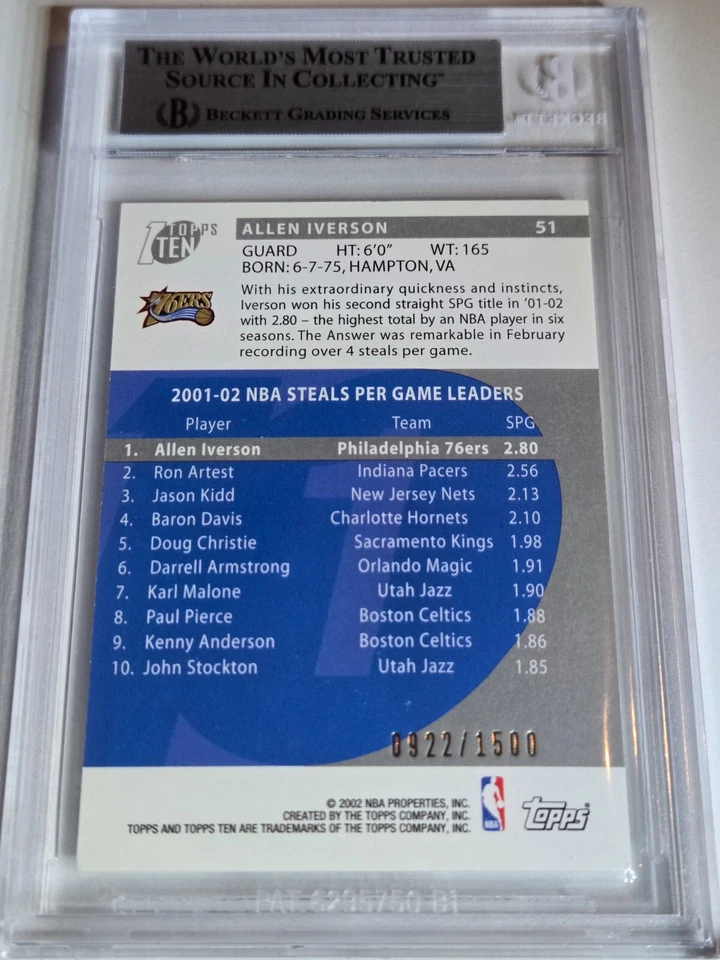 THE WORLD'S MOST TRUSTED
SOURCE IN COLLECTING™
B BECKETT GRADING SERVICES
BECKETT
1 TOPPS
TEN
ALLEN IVERSON 51
GUARD HT: 6'0" WT: 165
BORN: 6-7-75, HAMPTON, VA
76ERS
With his extraordinary quickness and instincts,
Iverson won his second straight SPG title in '01-02
with 2.80 – the highest total by an NBA player in six
seasons. The Answer was remarkable in February
recording over 4 steals per game.
2001-02 NBA STEALS PER GAME LEADERS
Player Team SPG
1. Allen Iverson Philadelphia 76ers 2.80
2. Ron Artest Indiana Pacers 2.56
3. Jason Kidd New Jersey Nets 2.13
4. Baron Davis Charlotte Hornets 2.10
5. Doug Christie Sacramento Kings 1.98
6. Darrell Armstrong Orlando Magic 1.91
7. Karl Malone Utah Jazz 1.90
8. Paul Pierce Boston Celtics 1.88
9. Kenny Anderson Boston Celtics 1.86
10. John Stockton Utah Jazz 1.85
0922/1500
© 2002 NBA PROPERTIES, INC.
CREATED BY THE TOPPS COMPANY, INC.
TOPPS AND TOPPS TEN ARE TRADEMARKS OF THE TOPPS COMPANY, INC.
NBA
TOPPS®
PAT 6235750 B1